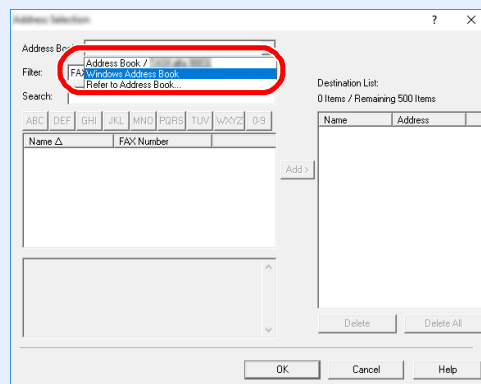 Address Selection
?
Address Bo
Address Book /
Filter: FAX
Windows Address Book
Refer to Address Book...
Search:
Destination List:
0 Items / Remaining 500 Items
ABC DEF GHI JKL MNO PQRS TUV WXYZ 0-9
Name FAX Number
Name Address
Add >
Delete Delete All
OK Cancel Help